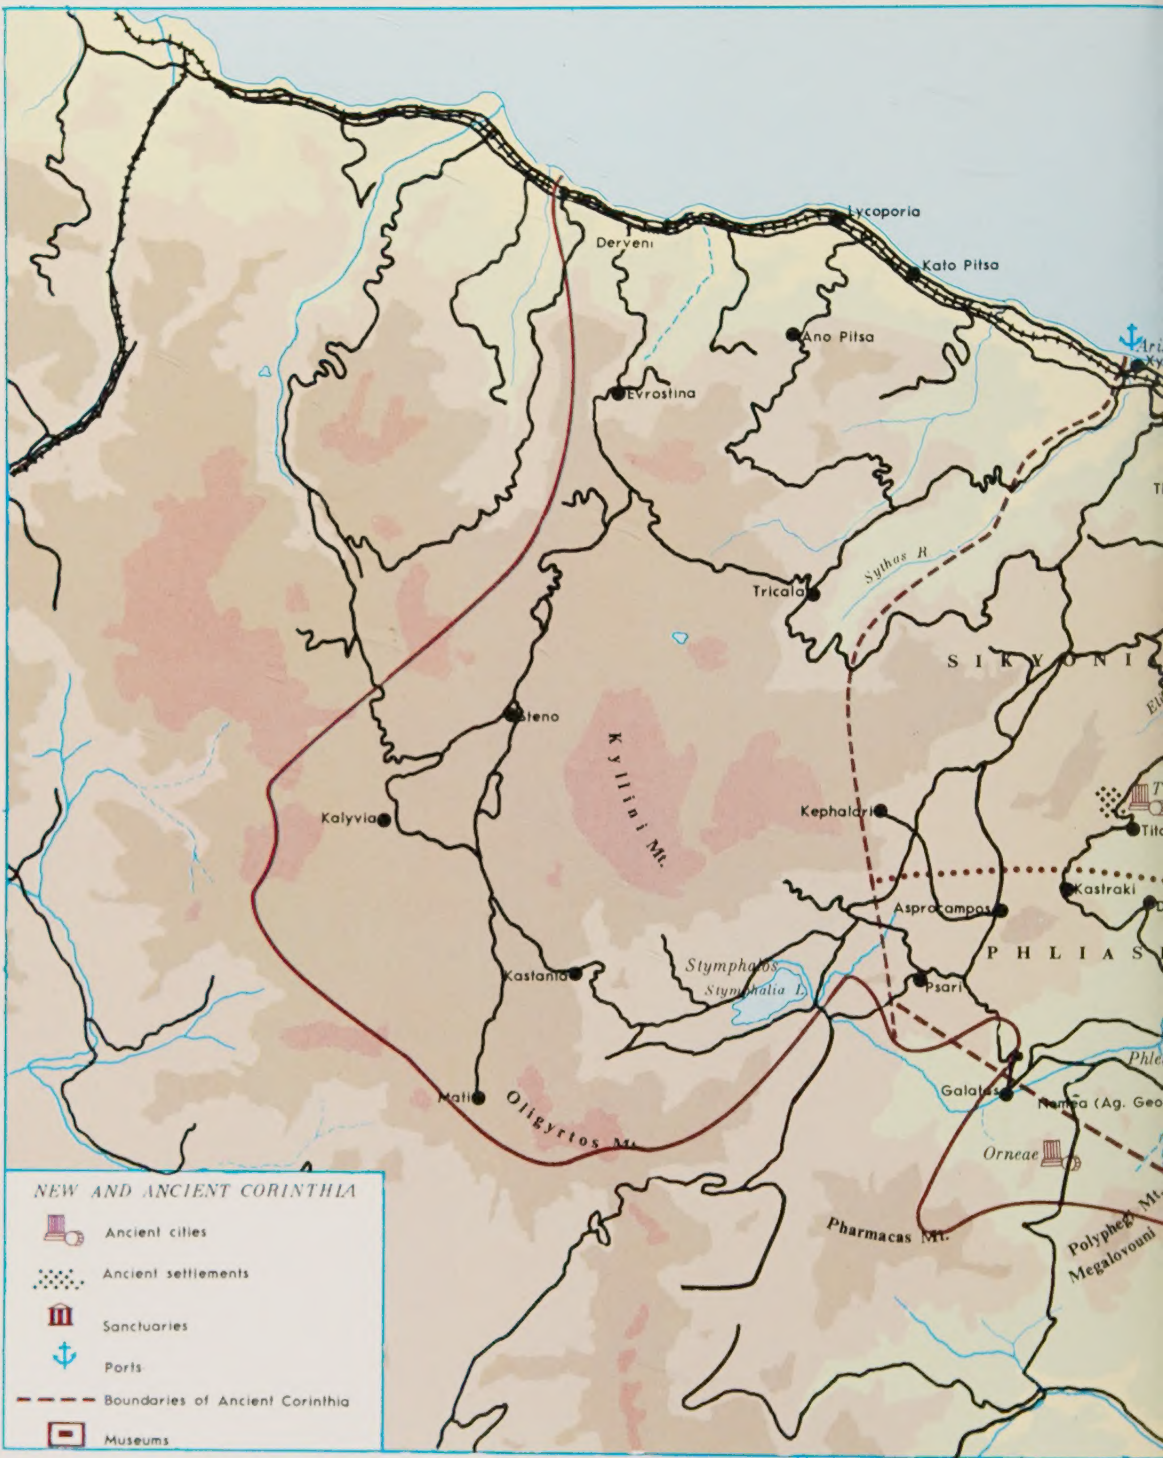 Lycoporia
Derveni
Kato Pitsa
Ano Pitsa
Evrostina
Sythas R
Tricala
SIKYONI
Steno
Kyllini Mt.
Kephalari
Kalyvia
Kastraki
Asprocampos
PHLIAS
Stymphalos
Stymphalia L.
Kastania
Psari
Galatas
Nemea (Ag. Geo
Mati
Oligyrtos Mt.
Orneae
Pharmacas Mt.
Polyphegi Mt.
Megalovouni
NEW AND ANCIENT CORINTHIA
Ancient cities
Ancient settlements
Sanctuaries
Ports
Boundaries of Ancient Corinthia
Museums